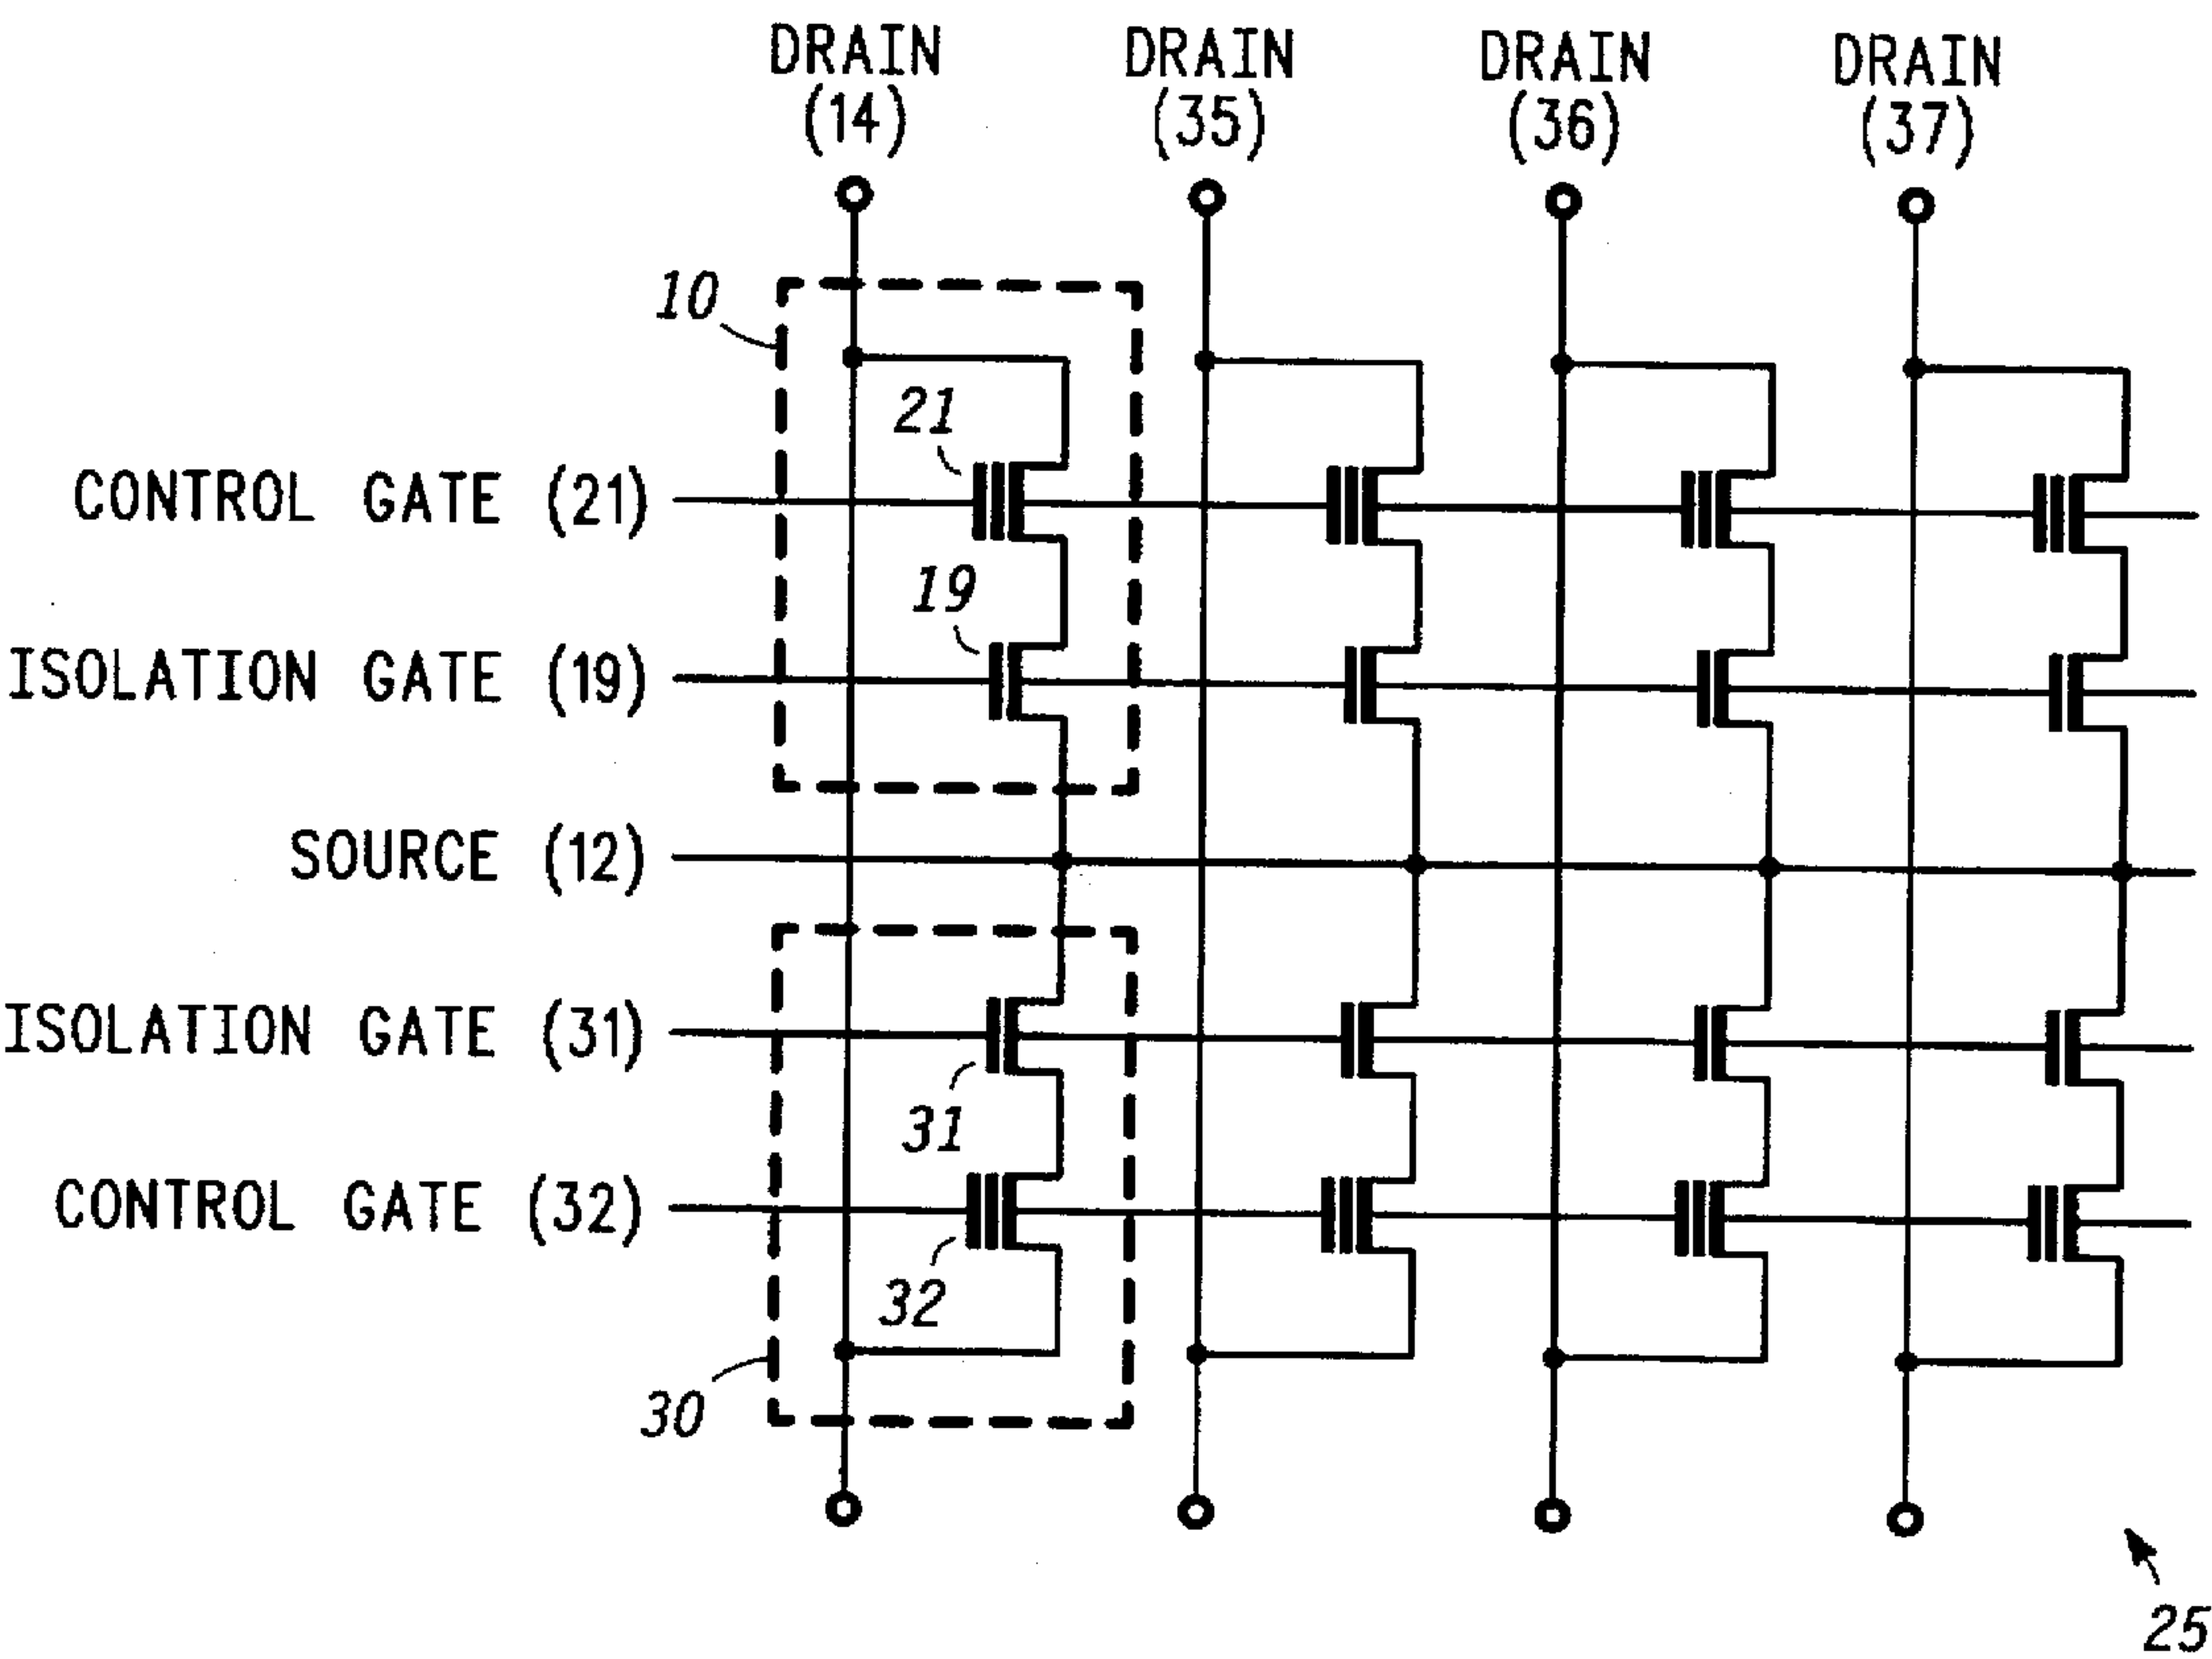 DRAIN
(14)
DRAIN
(35)
DRAIN
(36)
DRAIN
(37)
10
21
CONTROL GATE (21)
19
ISOLATION GATE (19)
SOURCE (12)
ISOLATION GATE (31)
31
CONTROL GATE (32)
32
30
25